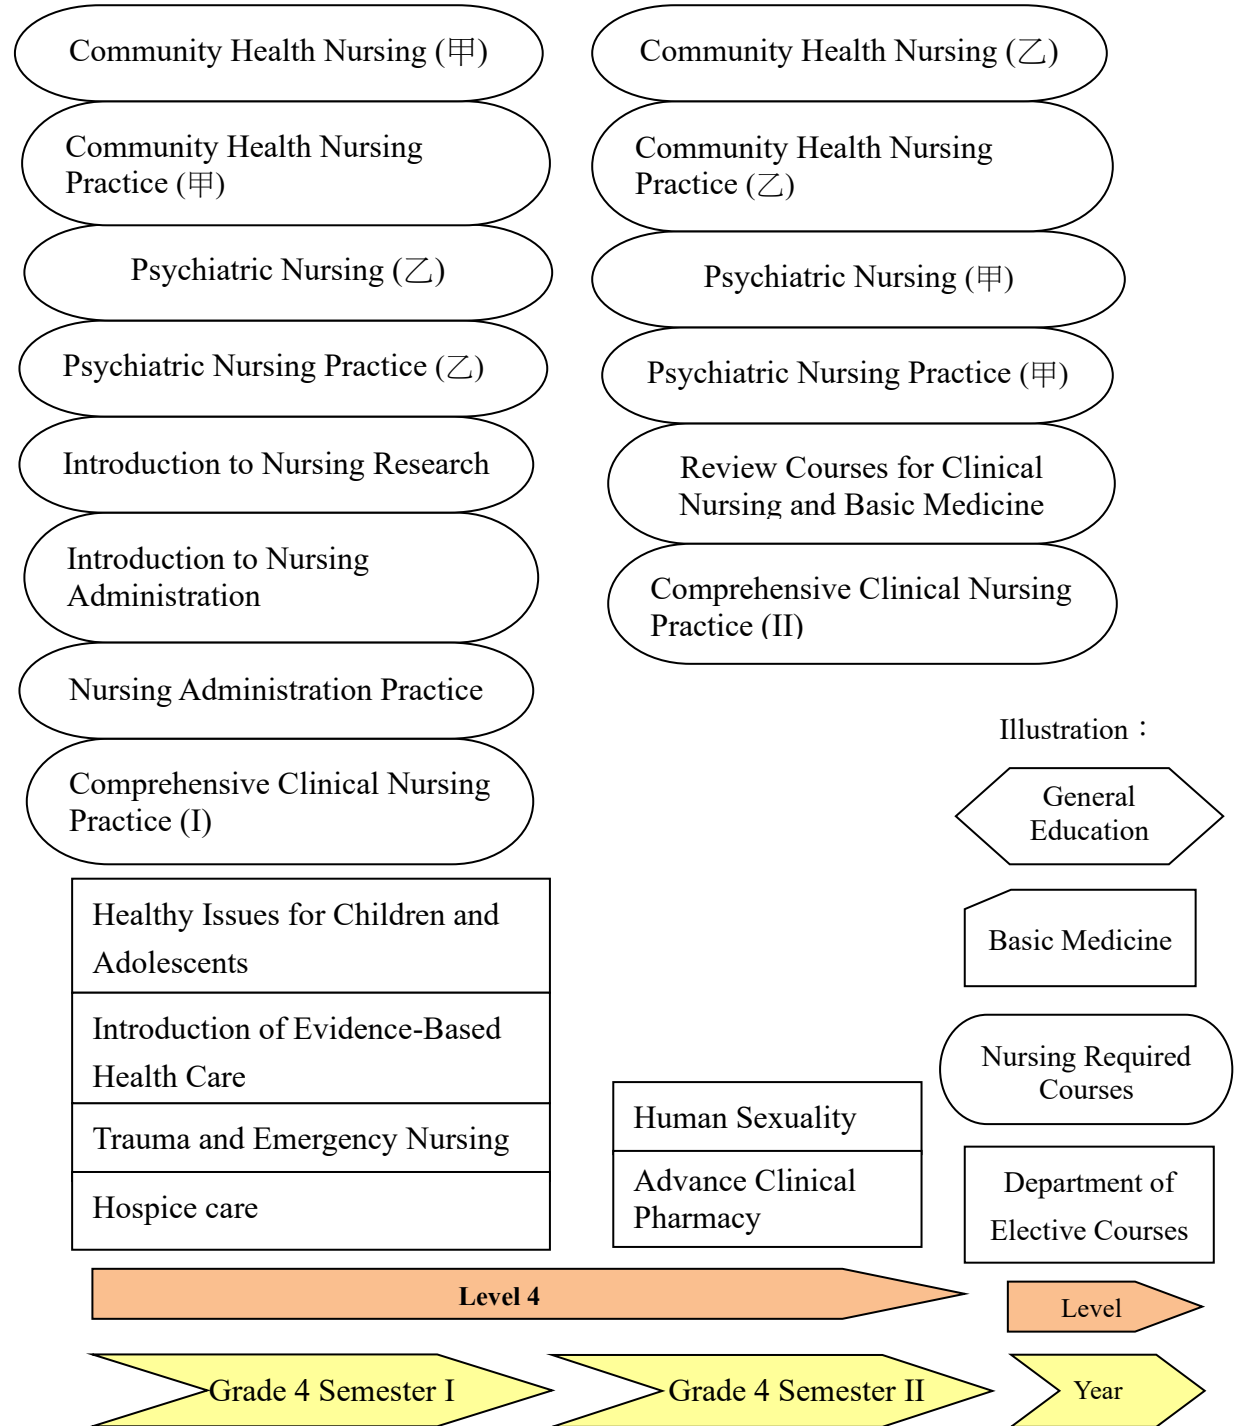 Community Health Nursing (甲)
Community Health Nursing
Practice (甲)
Psychiatric Nursing (乙)
Psychiatric Nursing Practice (乙)
Introduction to Nursing Research
Introduction to Nursing
Administration
Nursing Administration Practice
Comprehensive Clinical Nursing
Practice (I)
Healthy Issues for Children and
Adolescents
Introduction of Evidence-Based
Health Care
Trauma and Emergency Nursing
Hospice care
Community Health Nursing (乙)
Community Health Nursing
Practice (乙)
Psychiatric Nursing (甲)
Psychiatric Nursing Practice (甲)
Review Courses for Clinical
Nursing and Basic Medicine
Comprehensive Clinical Nursing
Practice (II)
Human Sexuality
Advance Clinical
Pharmacy
Illustration：
General
Education
Basic Medicine
Nursing Required
Courses
Department of
Elective Courses
Level 4
Level
Grade 4 Semester I
Grade 4 Semester II
Year